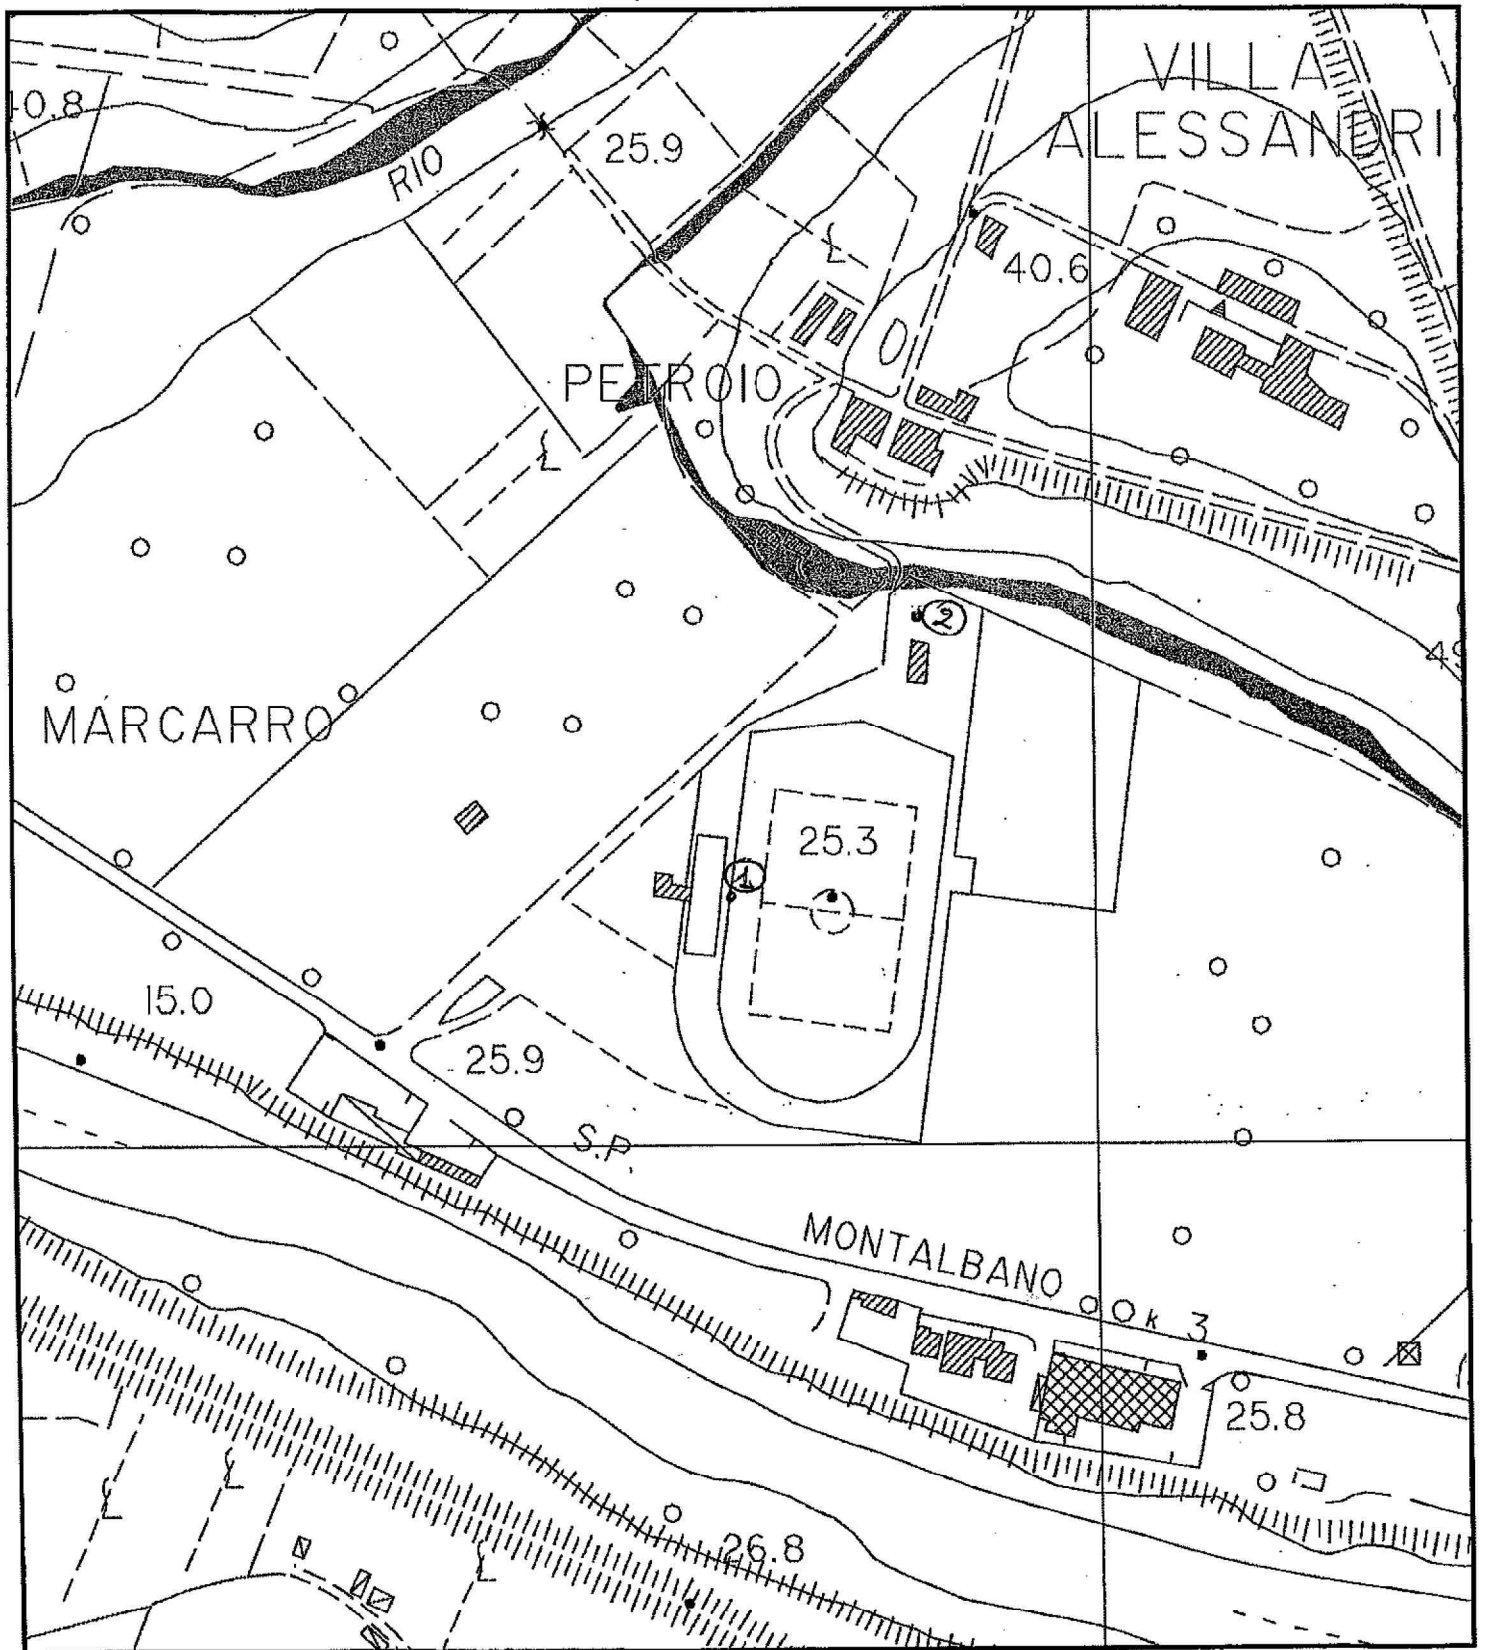 VILLA
ALESSANDRI
40.8
25.9
RIO
40.6
PETROIO
2
MARCARRO
25.3
1
15.0
25.9
S.P.
MONTALBANO
k 3
25.8
26.8